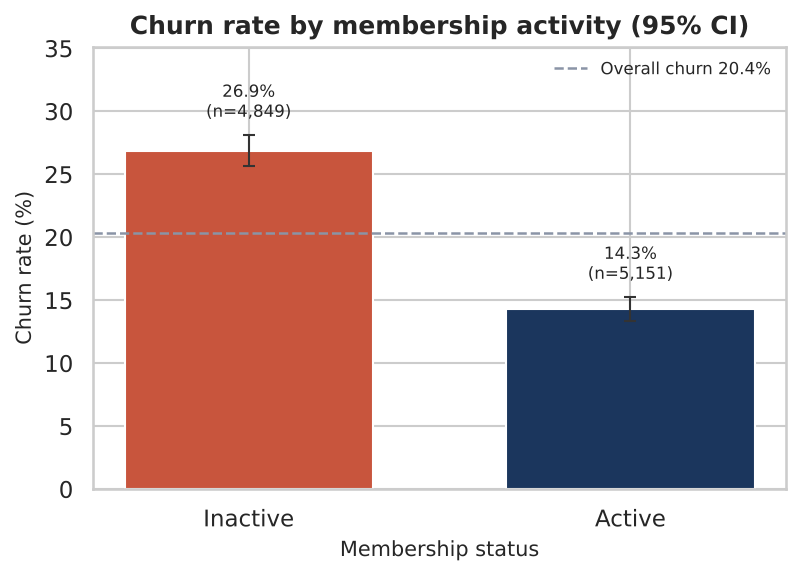 Churn rate by membership activity (95% CI)
Churn rate (%)
35
30
25
20
15
10
5
0
Overall churn 20.4%
26.9%
(n=4,849)
14.3%
(n=5,151)
Inactive
Active
Membership status